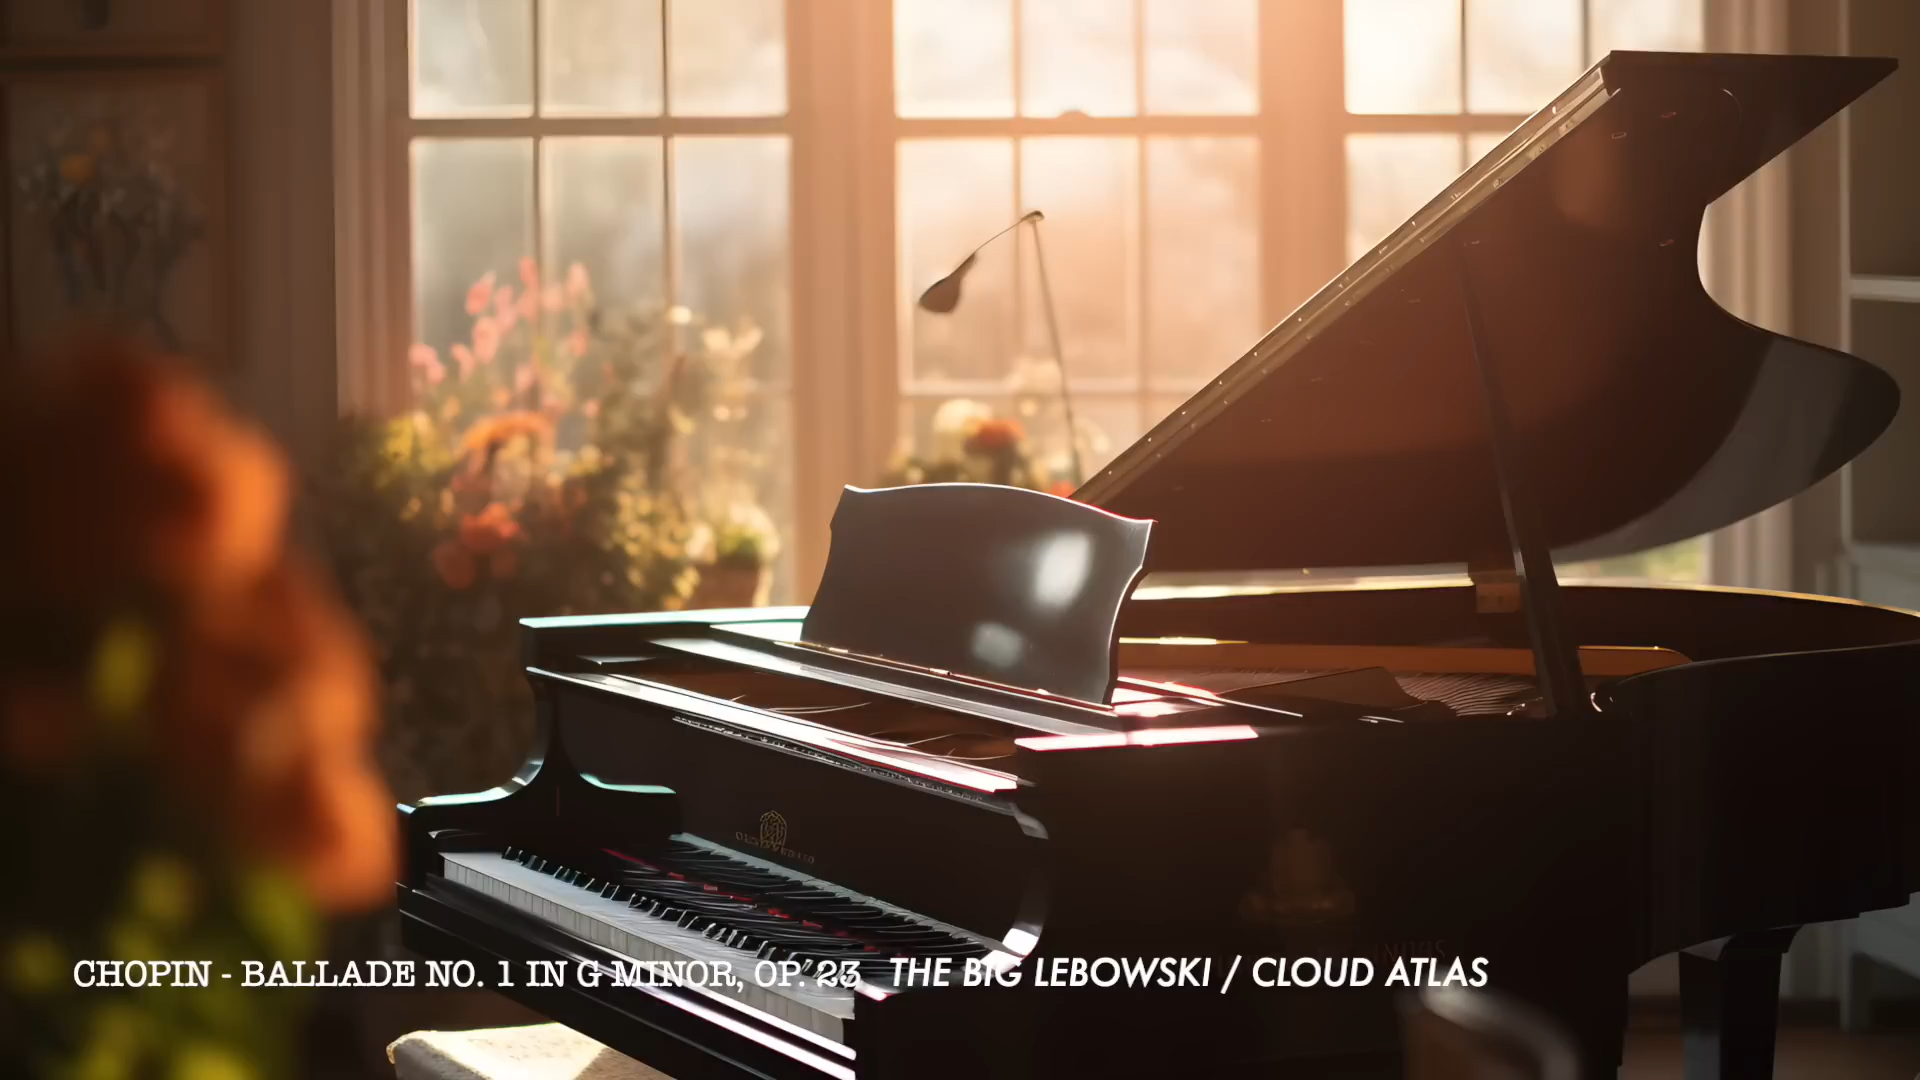 CHOPIN - BALLADE NO. 1 IN G MINOR, OP. 23 THE BIG LEBOWSKI / CLOUD ATLAS